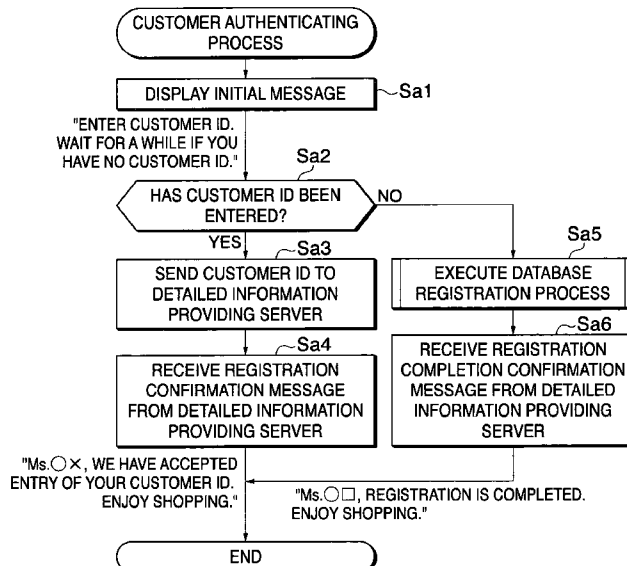 CUSTOMER AUTHENTICATING
PROCESS
DISPLAY INITIAL MESSAGE
Sa1
"ENTER CUSTOMER ID.
WAIT FOR A WHILE IF YOU
HAVE NO CUSTOMER ID."
Sa2
HAS CUSTOMER ID BEEN
ENTERED?
NO
YES
Sa3
SEND CUSTOMER ID TO
DETAILED INFORMATION
PROVIDING SERVER
Sa5
EXECUTE DATABASE
REGISTRATION PROCESS
Sa4
RECEIVE REGISTRATION
CONFIRMATION MESSAGE
FROM DETAILED INFORMATION
PROVIDING SERVER
Sa6
RECEIVE REGISTRATION
COMPLETION CONFIRMATION
MESSAGE FROM DETAILED
INFORMATION PROVIDING
SERVER
"Ms.○×, WE HAVE ACCEPTED
ENTRY OF YOUR CUSTOMER ID.
ENJOY SHOPPING."
"Ms.○□, REGISTRATION IS COMPLETED.
ENJOY SHOPPING."
END